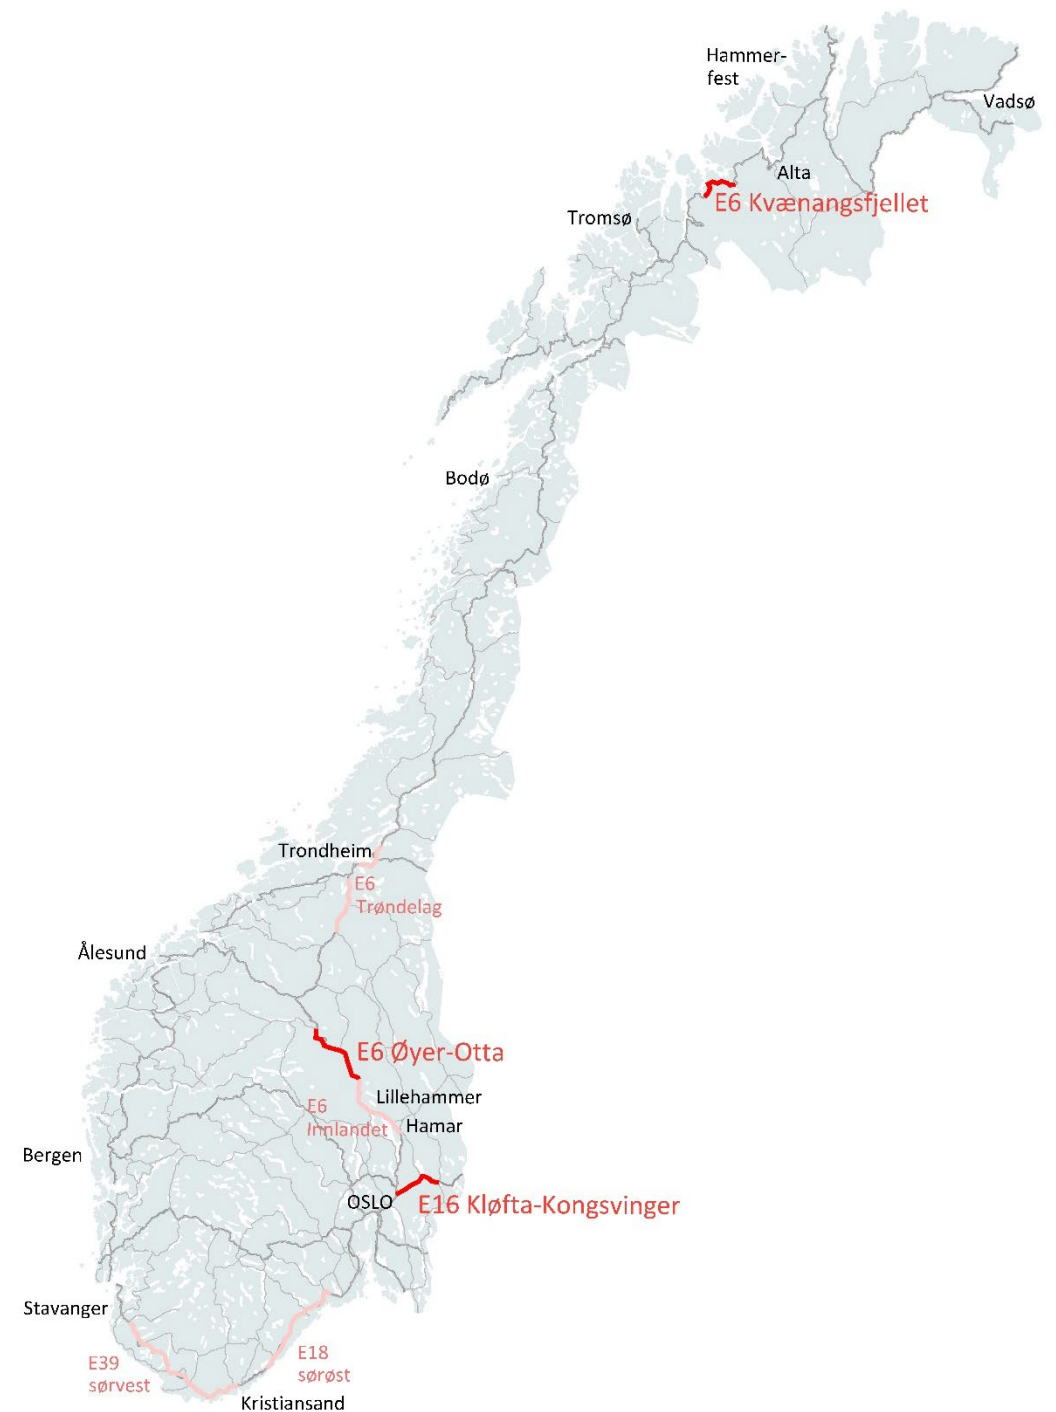 Hammer-
fest
Vadsø
Alta
E6 Kvænangsfjellet
Tromsø
Bodø
Trondheim
E6
Trøndelag
Ålesund
E6 Øyer-Otta
Lillehammer
E6
Innlandet
Hamar
Bergen
OSLO
E16 Kløfta-Kongsvinger
Stavanger
E18
sørøst
E39
sørvest
Kristiansand